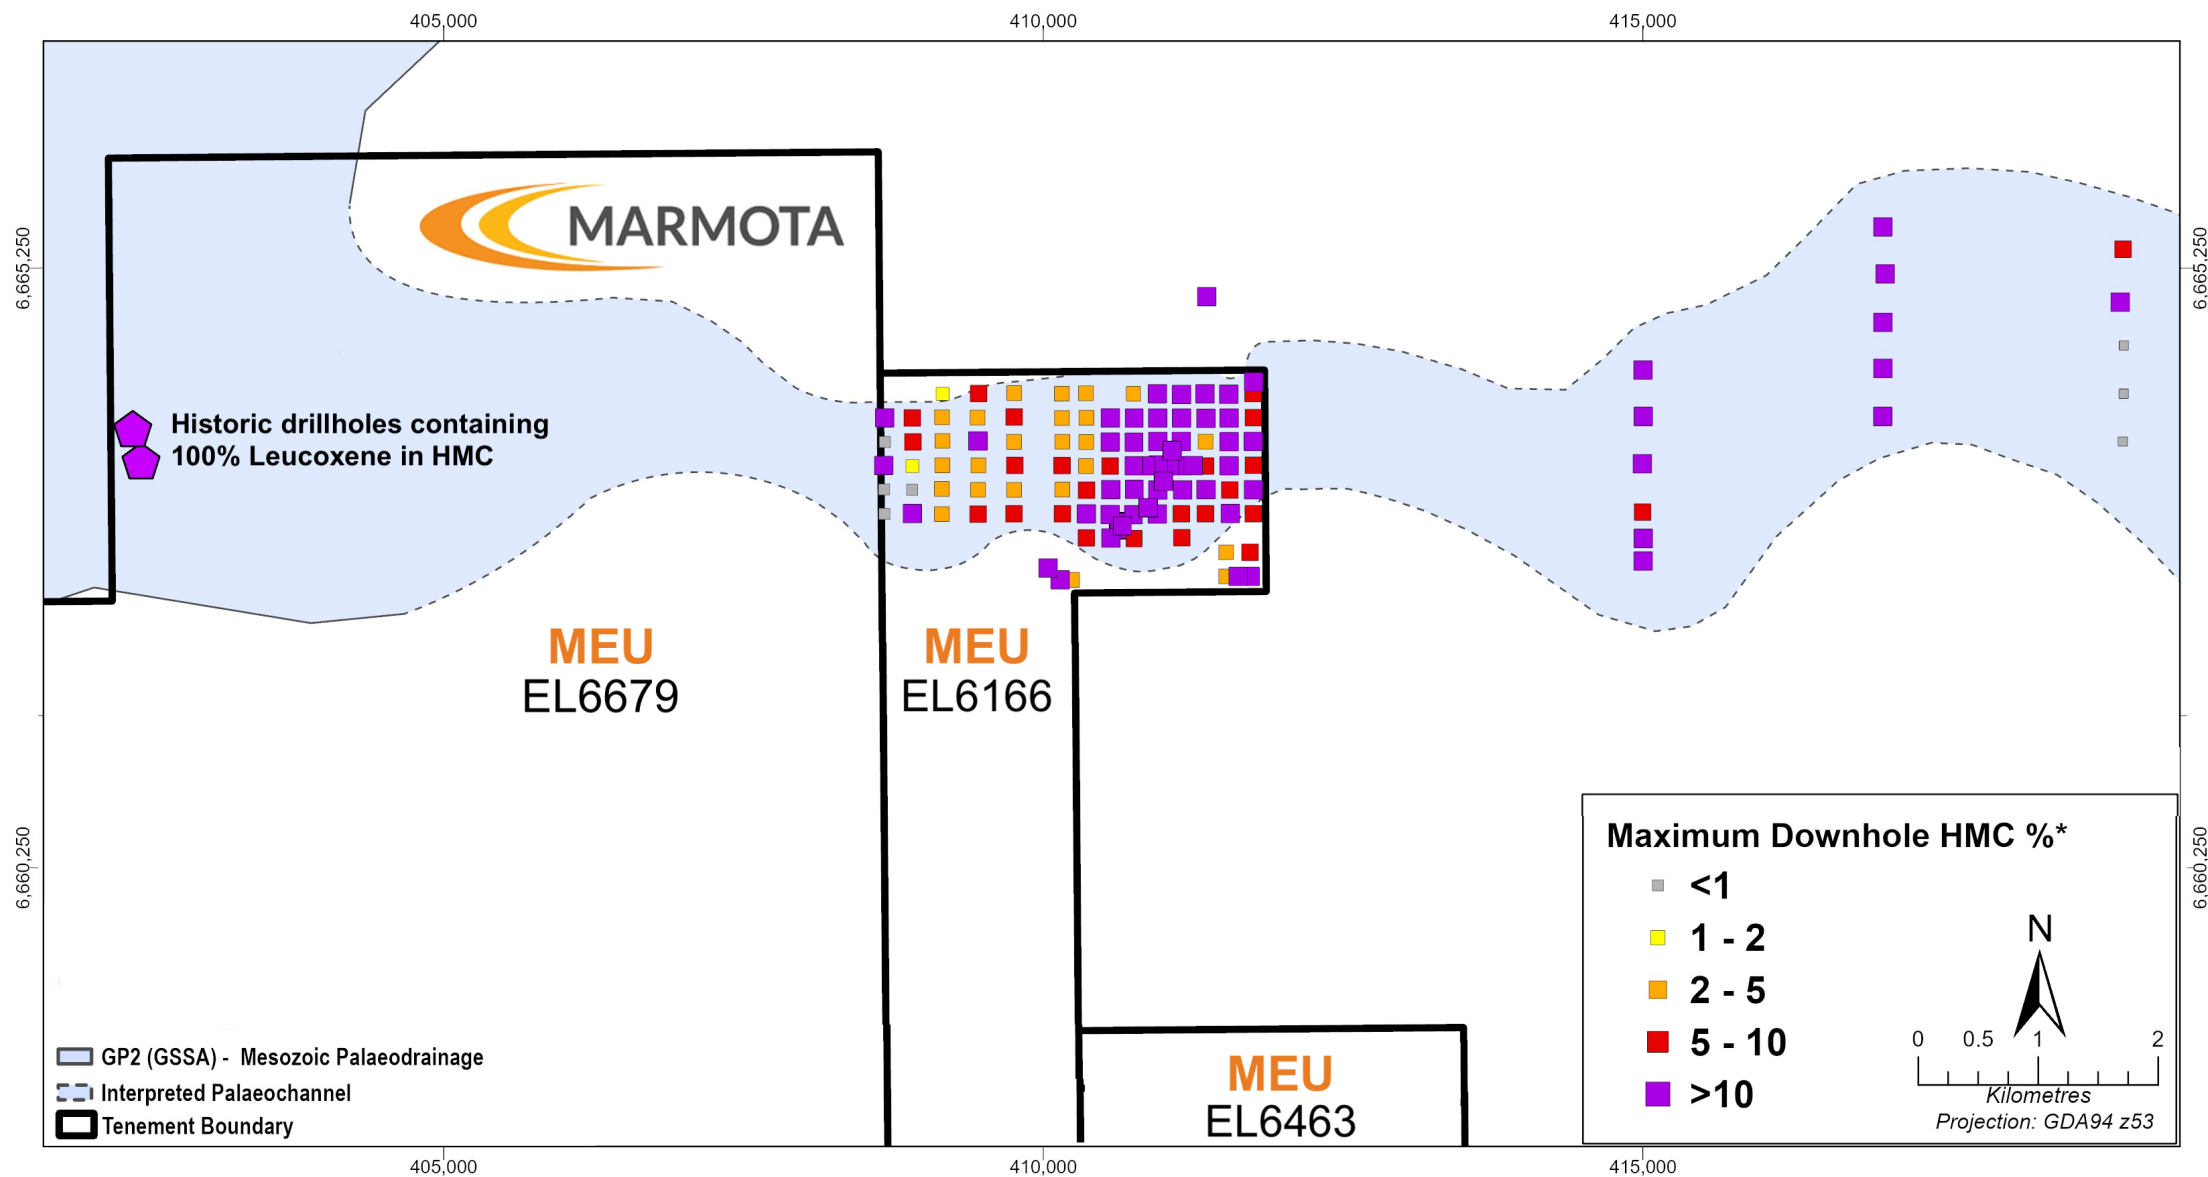 405,000
410,000
415,000
6,665,250
6,665,250
MARMOTA
Historic drillholes containing
100% Leucoxene in HMC
MEU
EL6679
MEU
EL6166
6,660,250
6,660,250
Maximum Downhole HMC %*
<1
1 - 2
2 - 5
5 - 10
>10
N
0 0.5 1 2
Kilometres
Projection: GDA94 z53
MEU
EL6463
GP2 (GSSA) - Mesozoic Palaeodrainage
Interpreted Palaeochannel
Tenement Boundary
405,000
410,000
415,000